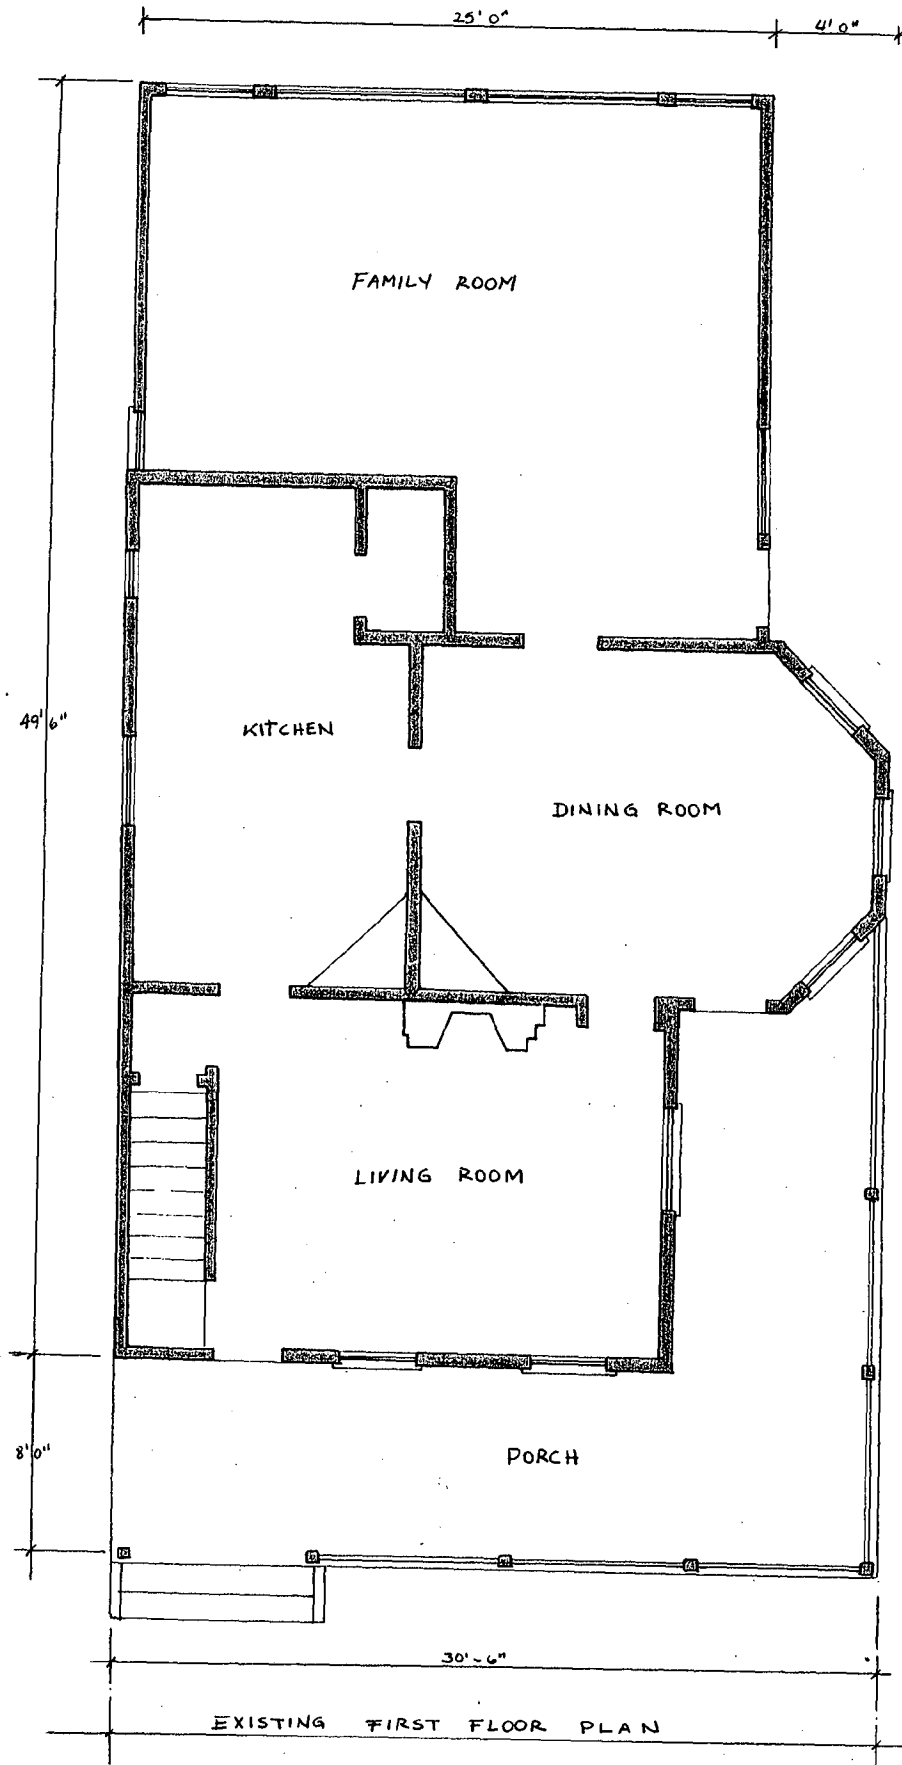 25'0"
4'0"
FAMILY ROOM
49'6"
KITCHEN
DINING ROOM
LIVING ROOM
8'0"
PORCH
30'-6"
EXISTING FIRST FLOOR PLAN